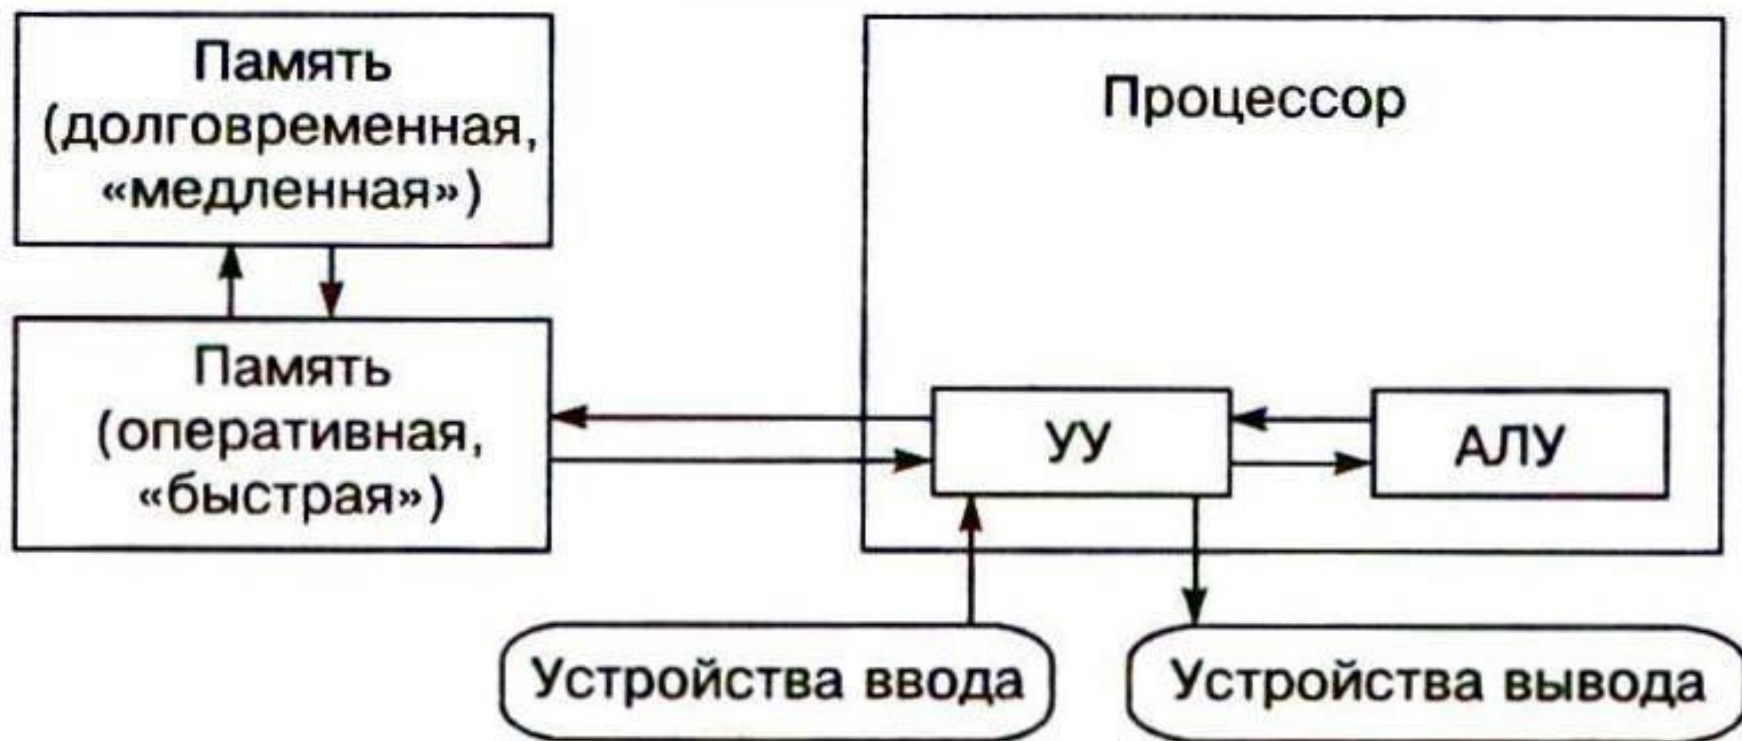 Память
(долговременная,
«медленная»)
Процессор
Память
(оперативная,
«быстрая»)
УУ
АЛУ
Устройства ввода
Устройства вывода